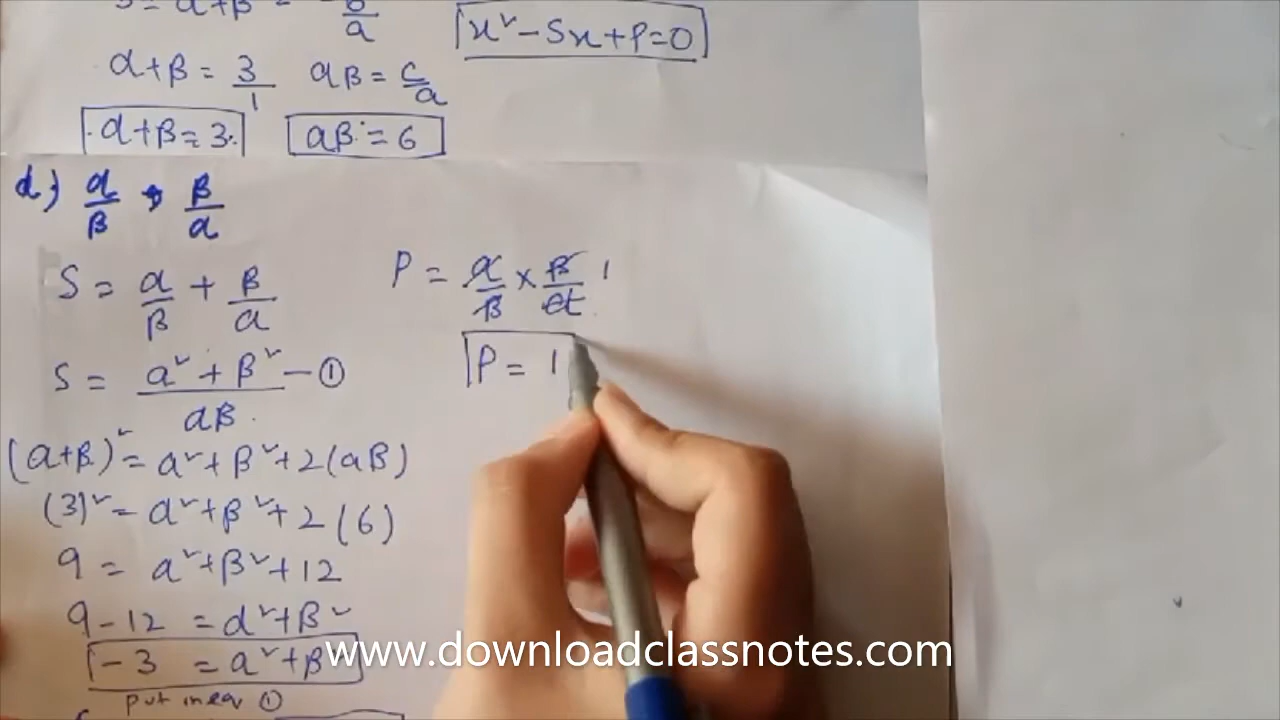 S = α+β = -b/a
x² - Sx + P = 0
α+β = 3/1 αβ = c/a
α+β = 3 αβ = 6
d) α/β , β/α
S = α/β + β/α P = α/β × β/α 1
S = α² + β² / αβ - ① P = 1
(α+β)² = α² + β² + 2(αβ)
(3)² = α² + β² + 2(6)
9 = α² + β² + 12
9 - 12 = α² + β²
-3 = α² + β²
www.downloadclassnotes.com
put in eq ①